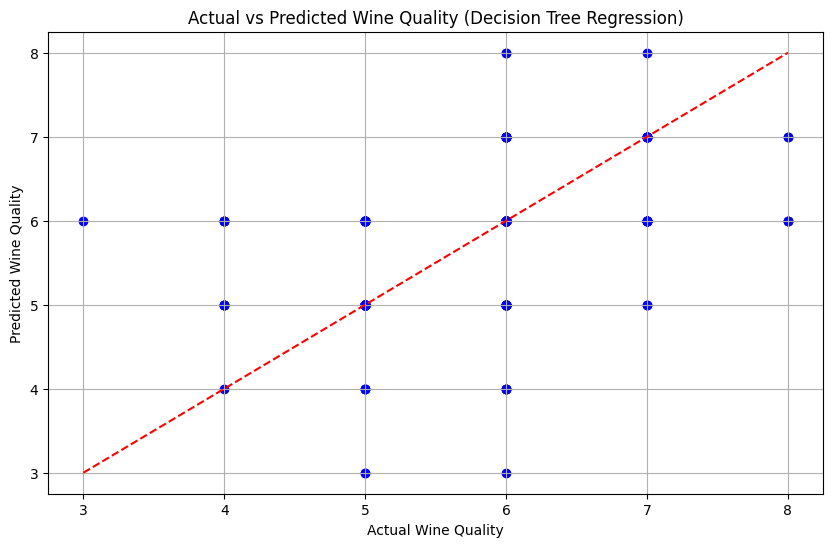 Actual vs Predicted Wine Quality (Decision Tree Regression)
Predicted Wine Quality
8
7
6
5
4
3
3 4 5 6 7 8
Actual Wine Quality